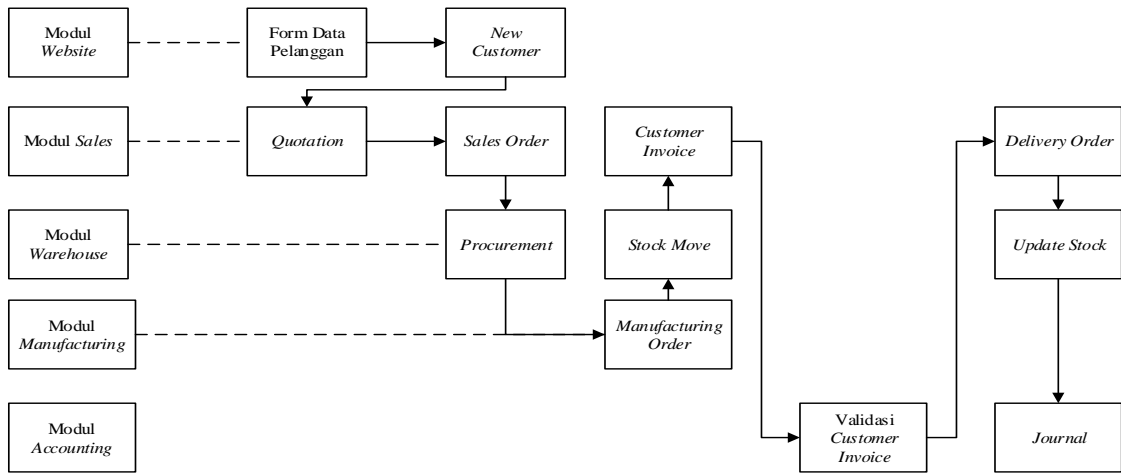 Modul
Website
Form Data
Pelanggan
New
Customer
Modul Sales
Quotation
Sales Order
Customer
Invoice
Delivery Order
Modul
Warehouse
Procurement
Stock Move
Update Stock
Modul
Manufacturing
Manufacturing
Order
Modul
Accounting
Validasi
Customer
Invoice
Journal